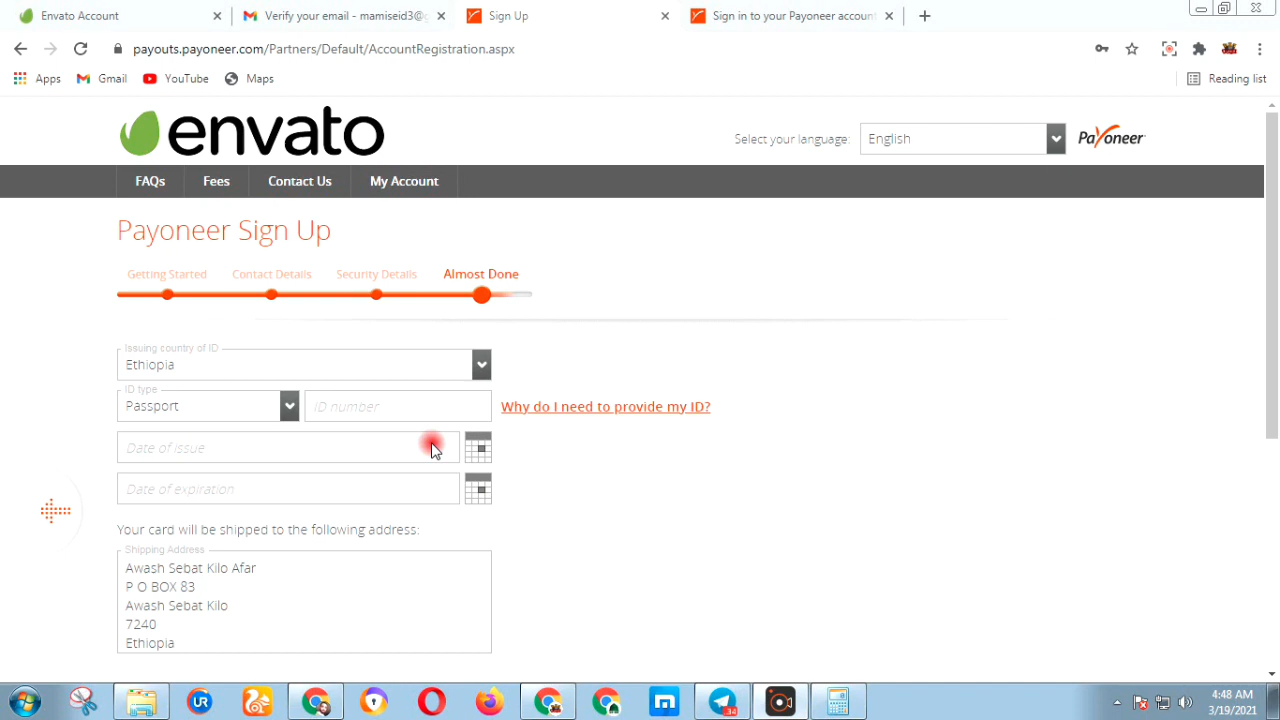 Envato Account
Verify your email - mamiseid3@g
Sign Up
Sign in to your Payoneer account
payouts.payoneer.com/Partners/Default/AccountRegistration.aspx
Apps
Gmail
YouTube
Maps
Reading list
envato
Select your language:
English
Payoneer
FAQs
Fees
Contact Us
My Account
Payoneer Sign Up
Getting Started
Contact Details
Security Details
Almost Done
Issuing country of ID
Ethiopia
ID type
Passport
ID number
Why do I need to provide my ID?
Date of issue
Date of expiration
Your card will be shipped to the following address:
Shipping Address
Awash Sebat Kilo Afar
P O BOX 83
Awash Sebat Kilo
7240
Ethiopia
UR
14
4:48 AM
3/19/2021